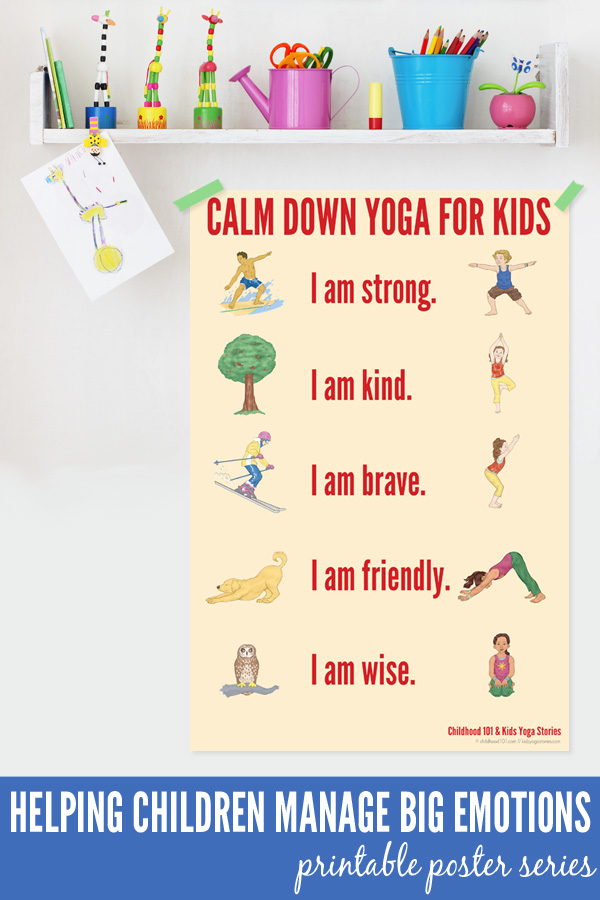 CALM DOWN YOGA FOR KIDS
I am strong.
I am kind.
I am brave.
I am friendly.
I am wise.
Childhood 101 & Kids Yoga Stories
© childhood101.com // kidsyogastories.com
HELPING CHILDREN MANAGE BIG EMOTIONS
printable poster series